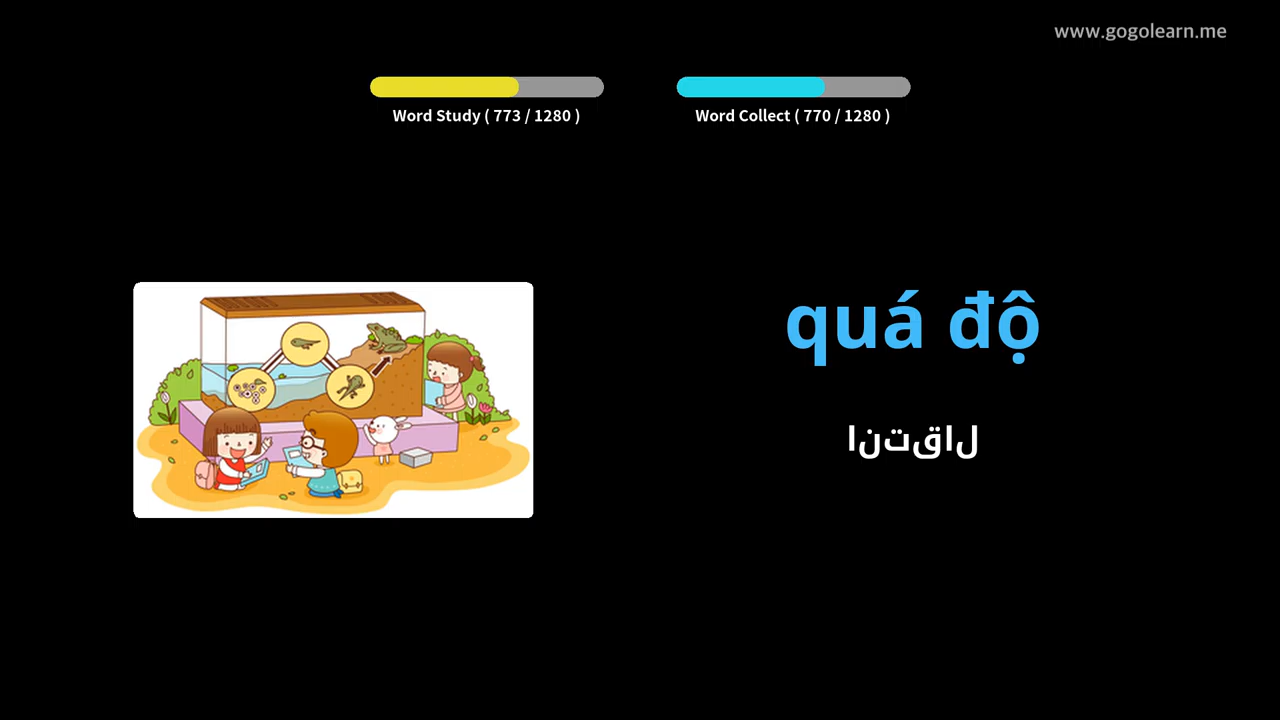 www.gogolearn.me
Word Study ( 773 / 1280 )
Word Collect ( 770 / 1280 )
quá độ
انتقال